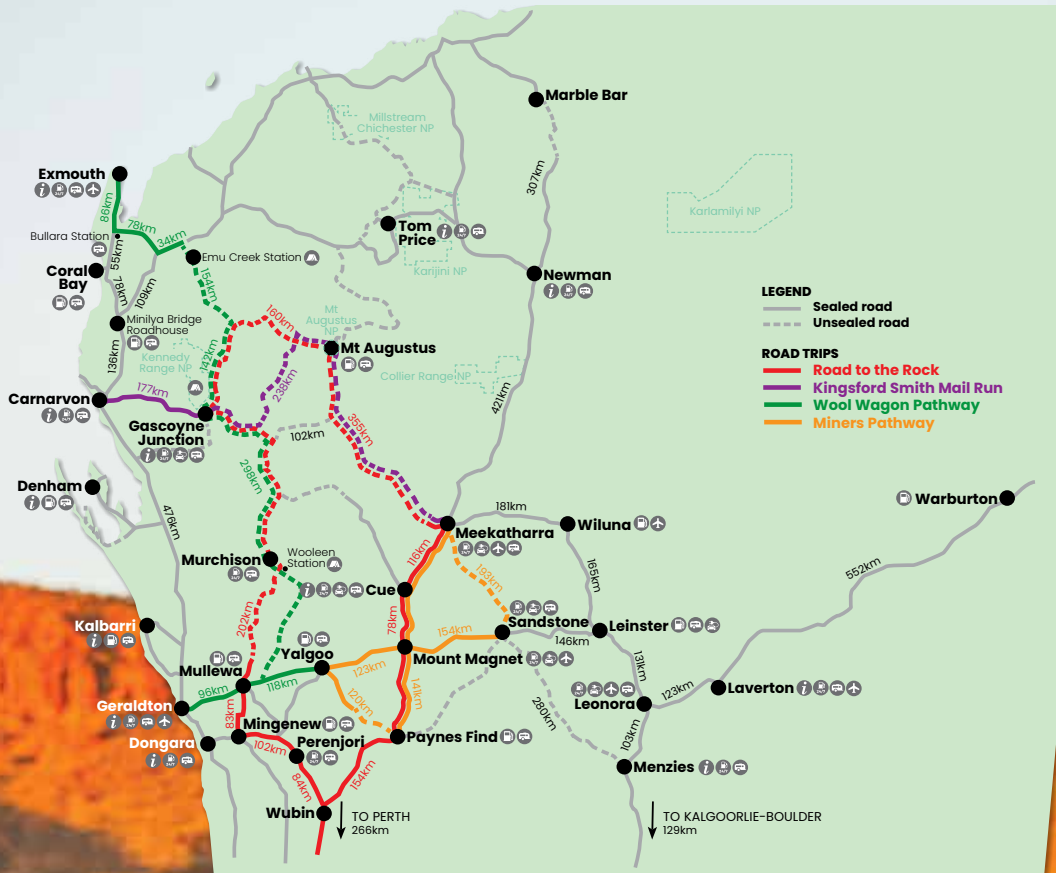 Marble Bar
Millstream
Chichester NP
307km
Exmouth
86km
78km
34km
Bullara Station
55km
Coral
Bay
78km
109km
Emu Creek Station
154km
Tom
Price
Karijini NP
Karlamilyi NP
Newman
Minilya Bridge
Roadhouse
136km
Kennedy
Range NP
142km
160km
Mt
Augustus
NP
Mt Augustus
238km
Collier Range NP
421km
LEGEND
Sealed road
Unsealed road
ROAD TRIPS
Road to the Rock
Kingsford Smith Mail Run
Wool Wagon Pathway
Miners Pathway
Carnarvon
177km
Gascoyne
Junction
102km
355km
298km
Denham
476km
181km
Wiluna
Warburton
Meekatharra
116km
193km
165km
552km
Murchison
Wooleen
Station
Cue
78km
Sandstone
154km
146km
Leinster
Kalbarri
202km
Yalgoo
123km
Mount Magnet
131km
Mullewa
96km
118km
120km
141km
280km
Leonora
123km
Laverton
Geraldton
83km
Mingenew
102km
Perenjori
Paynes Find
103km
Dongara
84km
154km
Menzies
Wubin
TO PERTH
266km
TO KALGOORLIE-BOULDER
129km